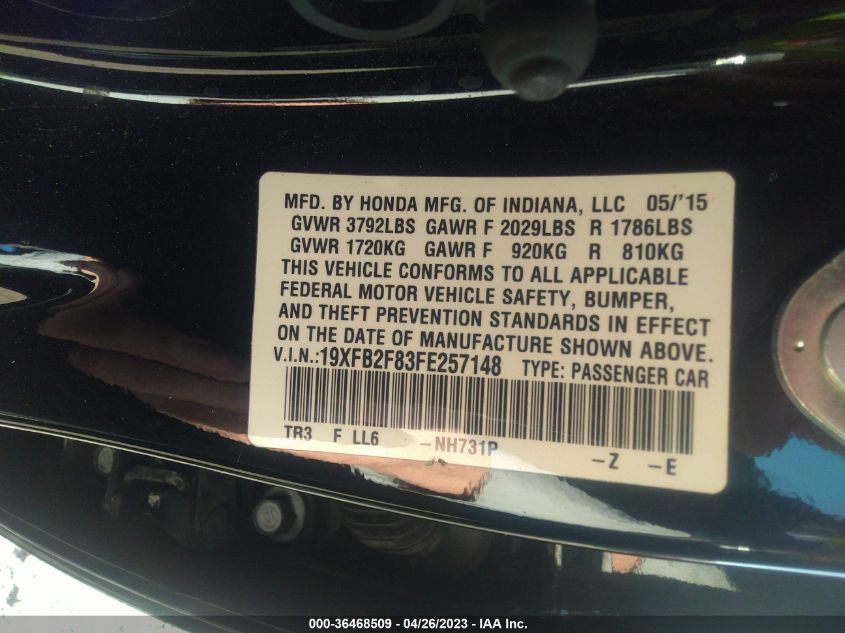 MFD. BY HONDA MFG. OF INDIANA, LLC 05/'15
GVWR 3792LBS GAWR F 2029LBS R 1786LBS
GVWR 1720KG GAWR F 920KG R 810KG
THIS VEHICLE CONFORMS TO ALL APPLICABLE
FEDERAL MOTOR VEHICLE SAFETY, BUMPER,
AND THEFT PREVENTION STANDARDS IN EFFECT
ON THE DATE OF MANUFACTURE SHOWN ABOVE.
V.I.N.:19XFB2F83FE257148 TYPE: PASSENGER CAR
TR3 F LL6 -NH731P -Z -E
000-36468509 - 04/26/2023 - IAA Inc.